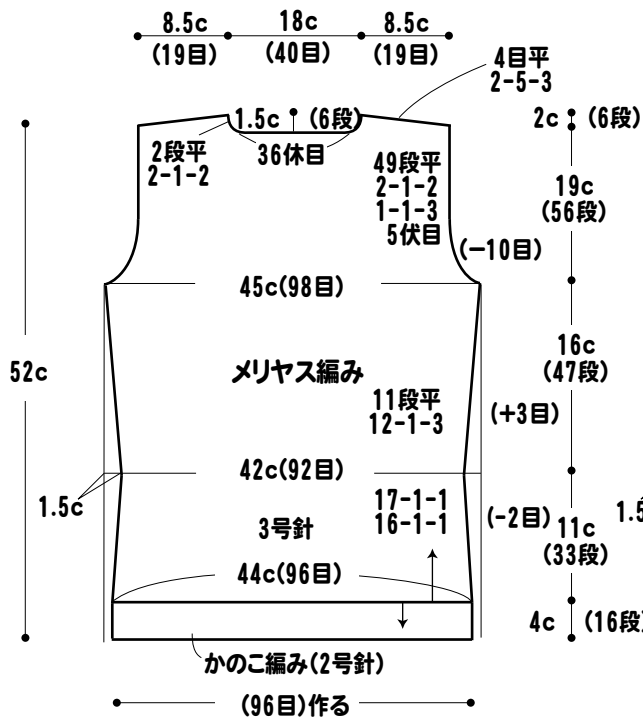 8.5c 18c 8.5c
(19目) (40目) (19目)
4目平
2-5-3
1.5c (6段)
2c (6段)
2段平
2-1-2
36休目
49段平
2-1-2
1-1-3
5伏目
19c
(56段)
(-10目)
45c(98目)
52c
メリヤス編み
16c
(47段)
11段平
12-1-3
(+3目)
42c(92目)
1.5c
3号針
17-1-1
16-1-1
(-2目)
11c
(33段)
1.5
44c(96目)
4c (16段)
かのこ編み(2号針)
(96目)作る